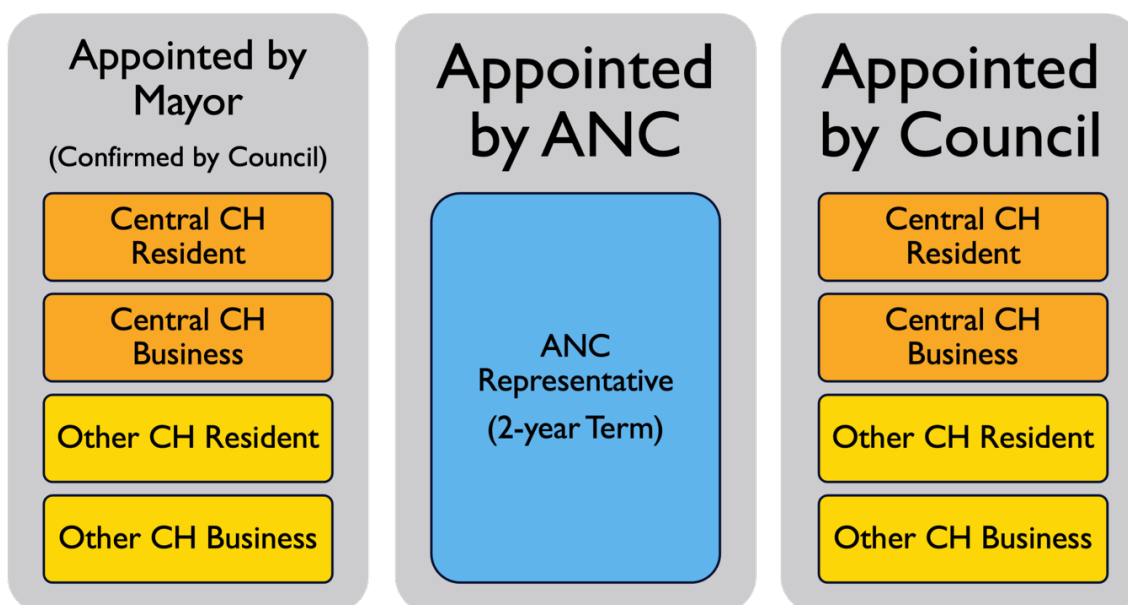 Appointed by
Mayor
(Confirmed by Council)
Central CH
Resident
Central CH
Business
Other CH Resident
Other CH Business
Appointed
by ANC
ANC
Representative
(2-year Term)
Appointed
by Council
Central CH
Resident
Central CH
Business
Other CH Resident
Other CH Business